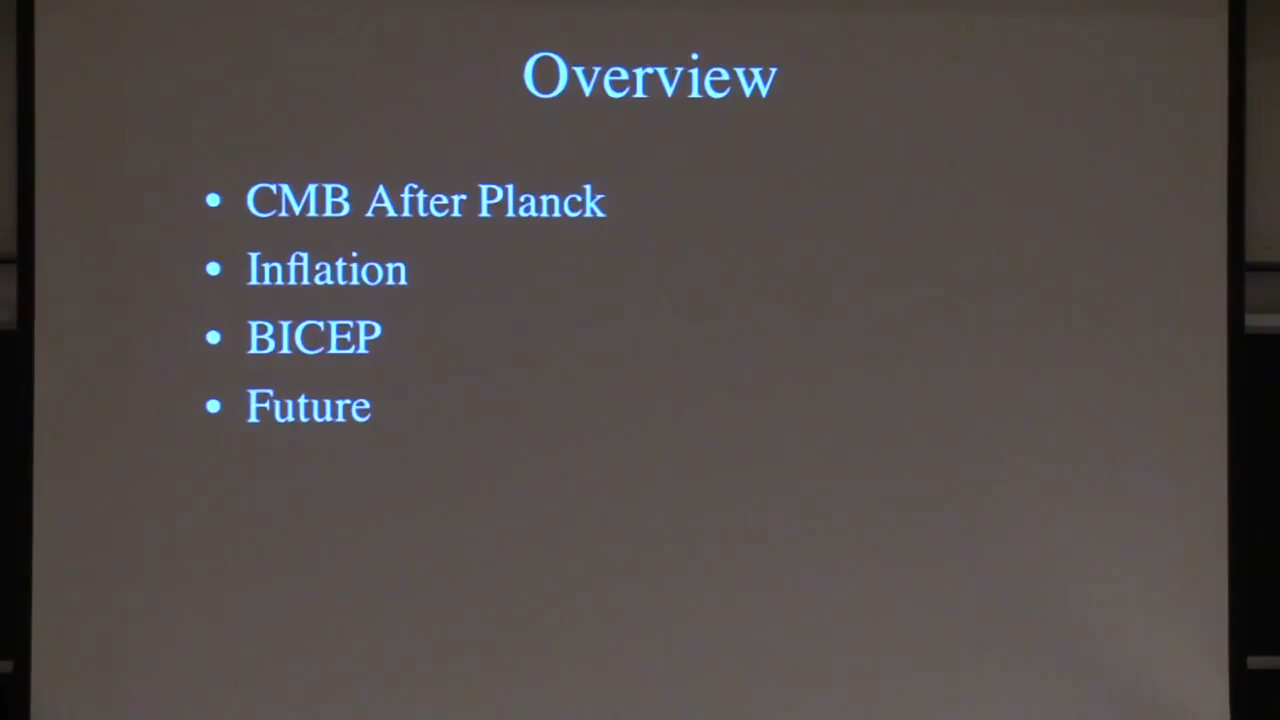 Overview
• CMB After Planck
• Inflation
• BICEP
• Future